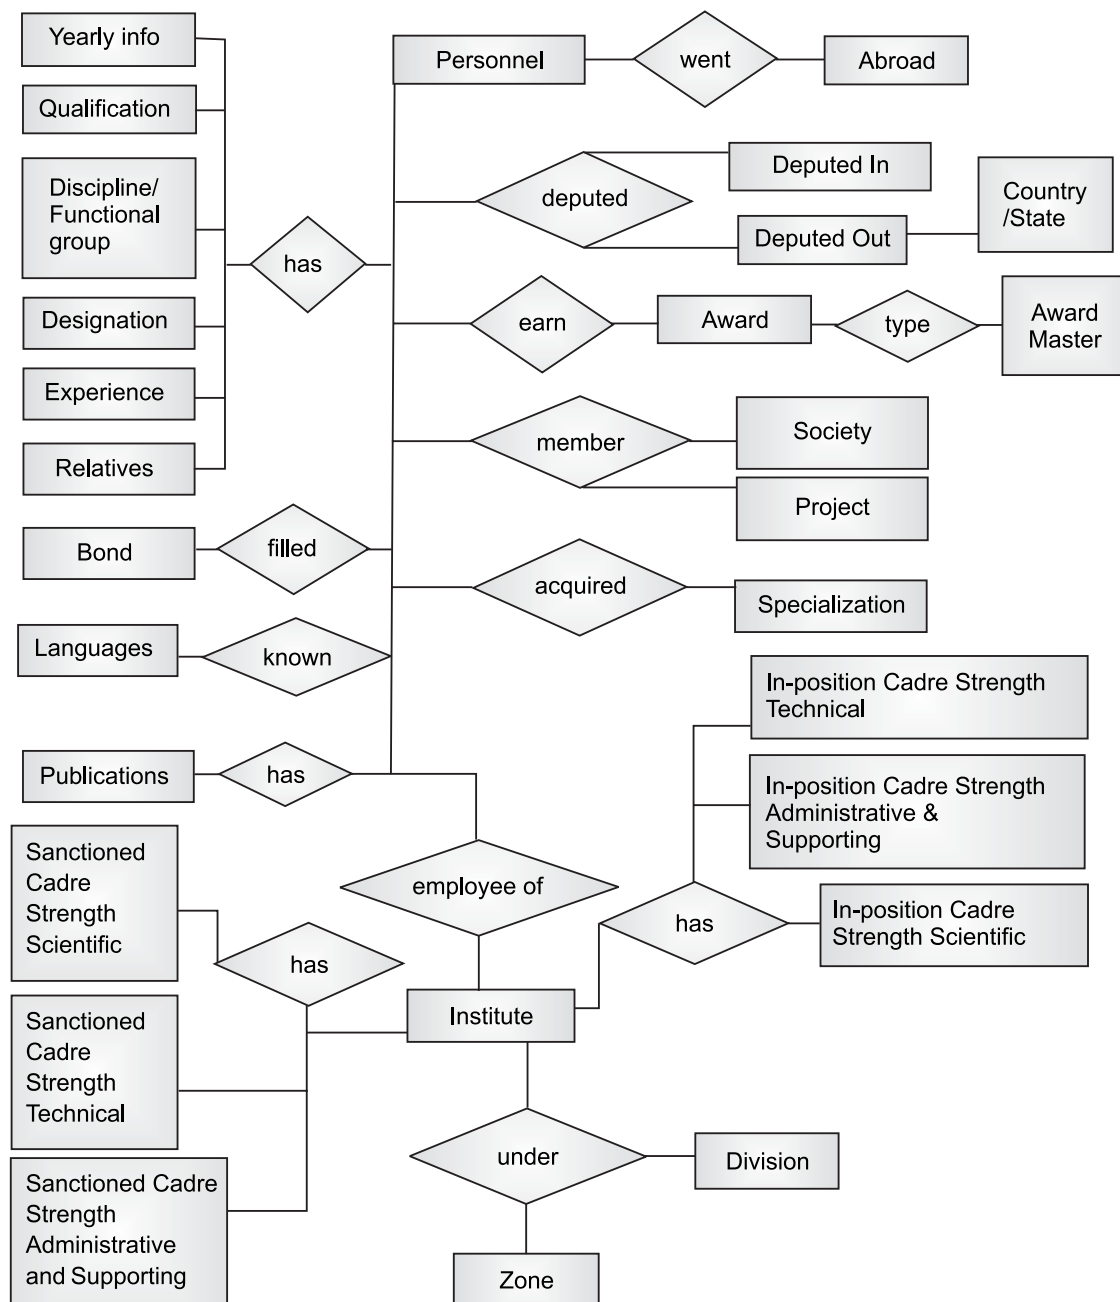 Yearly info
Personnel
went
Abroad
Qualification
Discipline/
Functional
group
deputed
Deputed In
Deputed Out
Country
/State
has
Designation
earn
Award
type
Award
Master
Experience
member
Society
Relatives
Project
Bond
filled
acquired
Specialization
Languages
known
Publications
has
In-position Cadre Strength
Technical
In-position Cadre Strength
Administrative &
Supporting
Sanctioned
Cadre
Strength
Scientific
employee of
has
In-position Cadre
Strength Scientific
has
Institute
Sanctioned
Cadre
Strength
Technical
under
Division
Sanctioned Cadre
Strength
Administrative
and Supporting
Zone